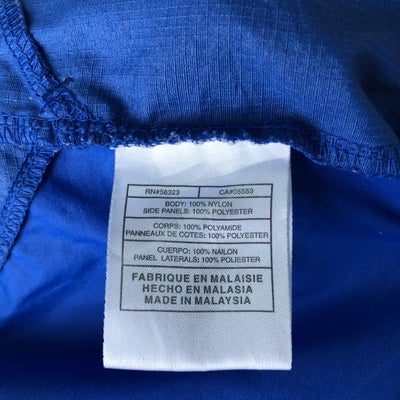 RN#56323 CA#05553
BODY: 100% NYLON
SIDE PANELS: 100% POLYESTER
CORPS: 100% POLYAMIDE
PANNEAUX DE COTES: 100% POLYESTER
CUERPO: 100% NAILON
PANEL LATERALS: 100% POLIESTER
FABRIQUE EN MALAISIE
HECHO EN MALASIA
MADE IN MALAYSIA